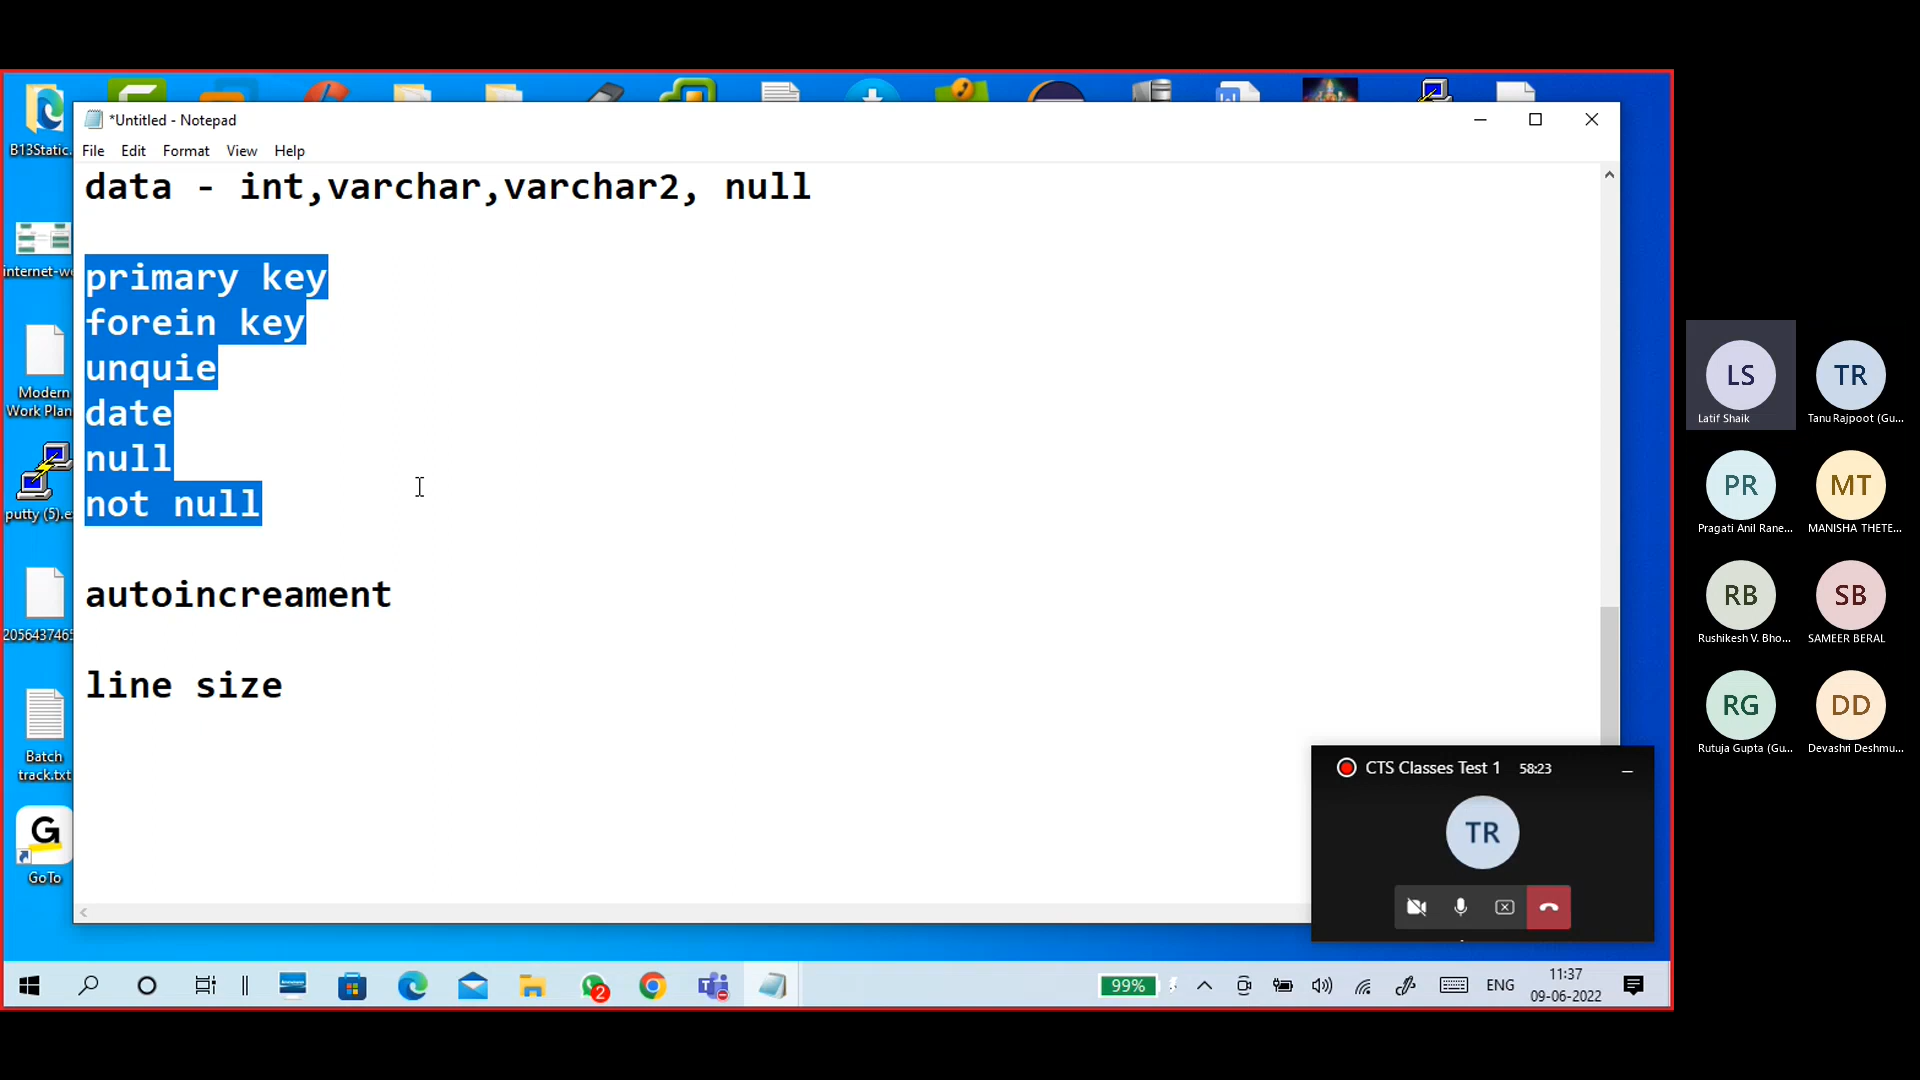 *Untitled - Notepad
File Edit Format View Help
data - int,varchar,varchar2, null
primary key
forein key
unquie
date
null
not null
autoincreament
line size
B13Static.
internet-w
Modern
Work Plan
putty (5).e
2056437465
Batch
track.txt
G
GoTo
CTS Classes Test 1 58:23
TR
99%
ENG
11:37
09-06-2022
2
LS
Latif Shaik
TR
Tanu Rajpoot (Gu...
PR
Pragati Anil Rane...
MT
MANISHA THETE...
RB
Rushikesh V. Bho...
SB
SAMEER BERAL
RG
Rutuja Gupta (Gu...
DD
Devashri Deshmu...